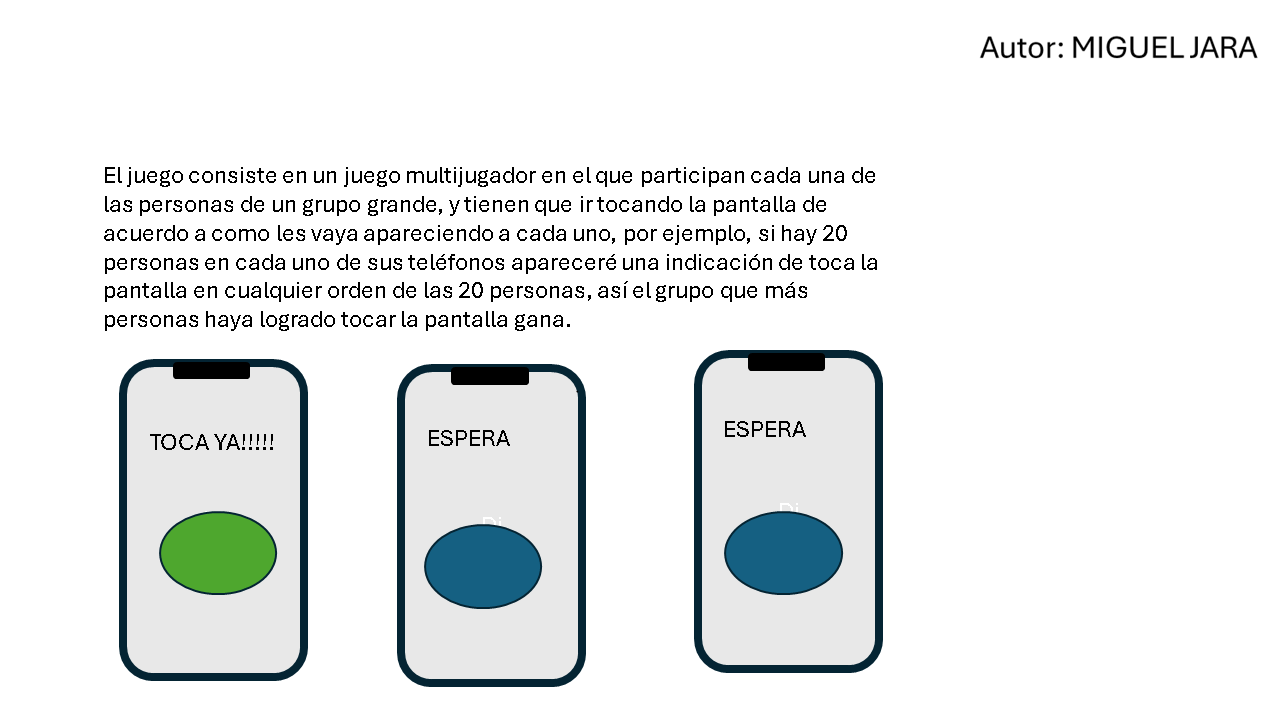 Autor: MIGUEL JARA
El juego consiste en un juego multijugador en el que participan cada una de
las personas de un grupo grande, y tienen que ir tocando la pantalla de
acuerdo a como les vaya apareciendo a cada uno, por ejemplo, si hay 20
personas en cada uno de sus teléfonos apareceré una indicación de toca la
pantalla en cualquier orden de las 20 personas, así el grupo que más
personas haya logrado tocar la pantalla gana.
TOCA YA!!!!!
ESPERA
ESPERA